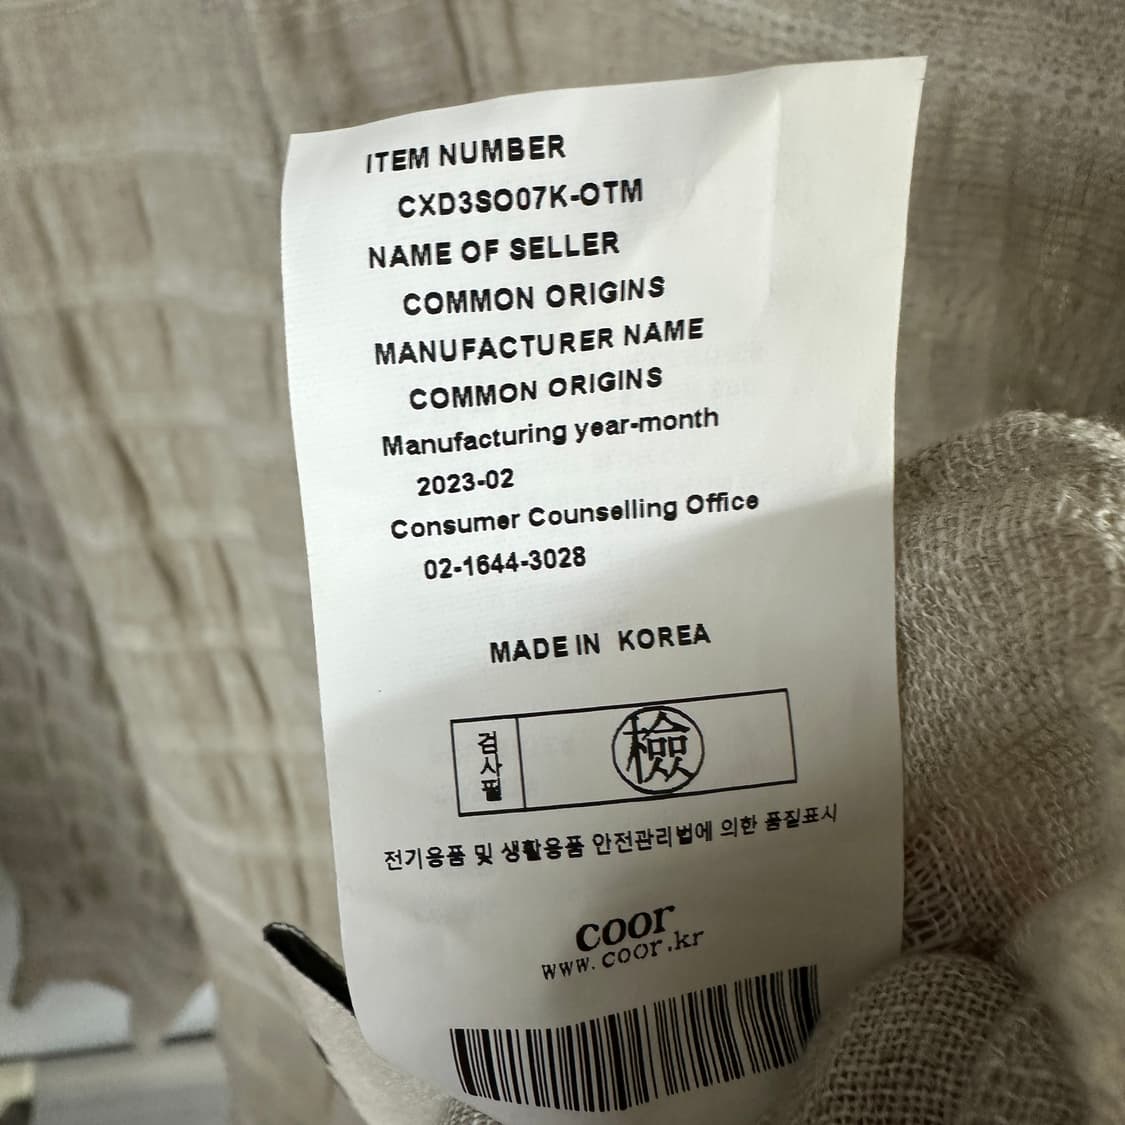 ITEM NUMBER
CXD3SO07K-OTM
NAME OF SELLER
COMMON ORIGINS
MANUFACTURER NAME
COMMON ORIGINS
Manufacturing year-month
2023-02
Consumer Counselling Office
02-1644-3028
MADE IN KOREA
검사필
檢
전기용품 및 생활용품 안전관리법에 의한 품질표시
coor
www.coor.kr